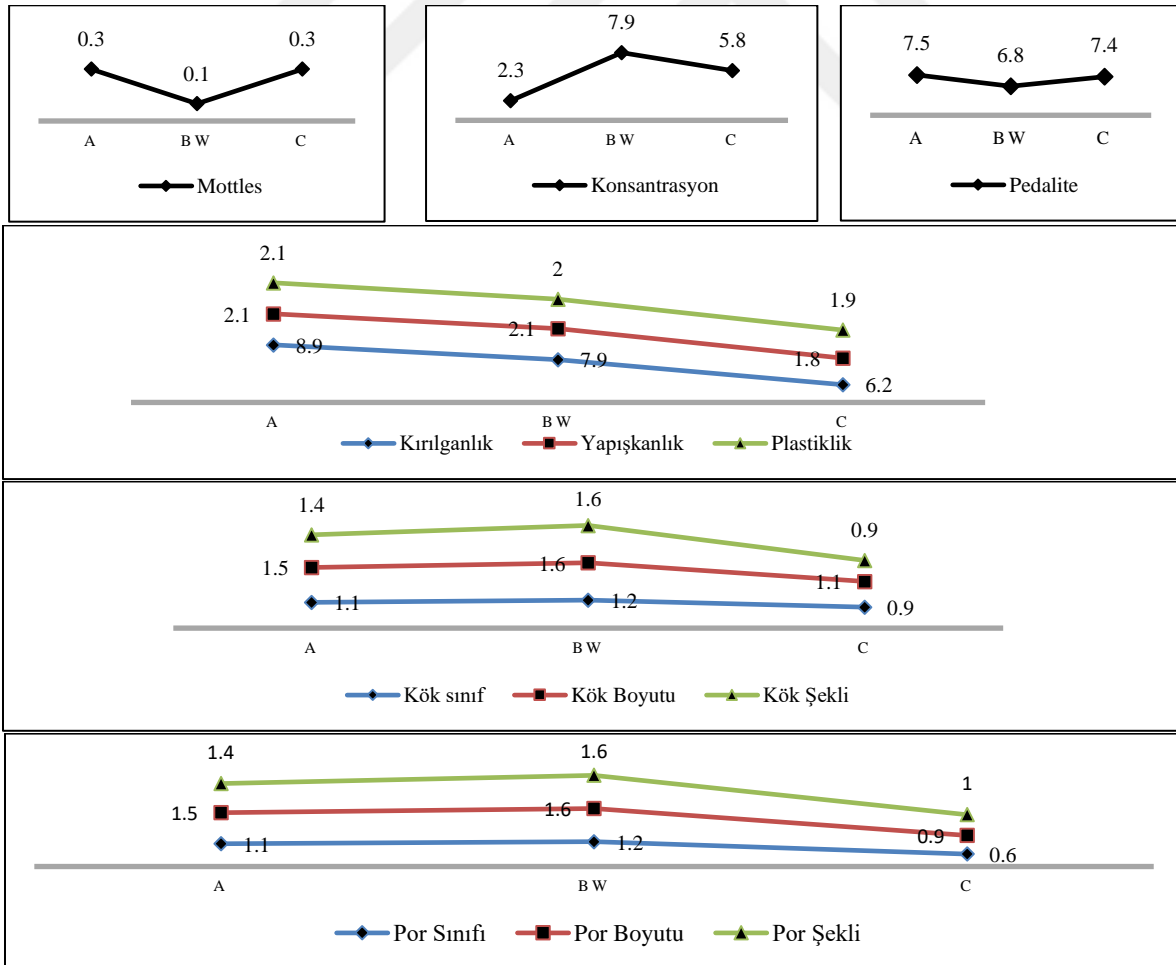 0.3
0.1
0.3
A
B W
C
Mottles
2.3
7.9
5.8
A
B W
C
Konsantrasyon
7.5
6.8
7.4
A
B W
C
Pedalite
2.1
2
1.9
2.1
2.1
1.8
8.9
7.9
6.2
A
B W
C
Kırılganlık Yapışkanlık Plastiklik
1.4
1.6
0.9
1.5
1.6
1.1
1.1
1.2
0.9
A
B W
C
Kök sınıf Kök Boyutu Kök Şekli
1.4
1.6
1
1.5
1.6
0.9
1.1
1.2
0.6
A
B W
C
Por Sınıfı Por Boyutu Por Şekli